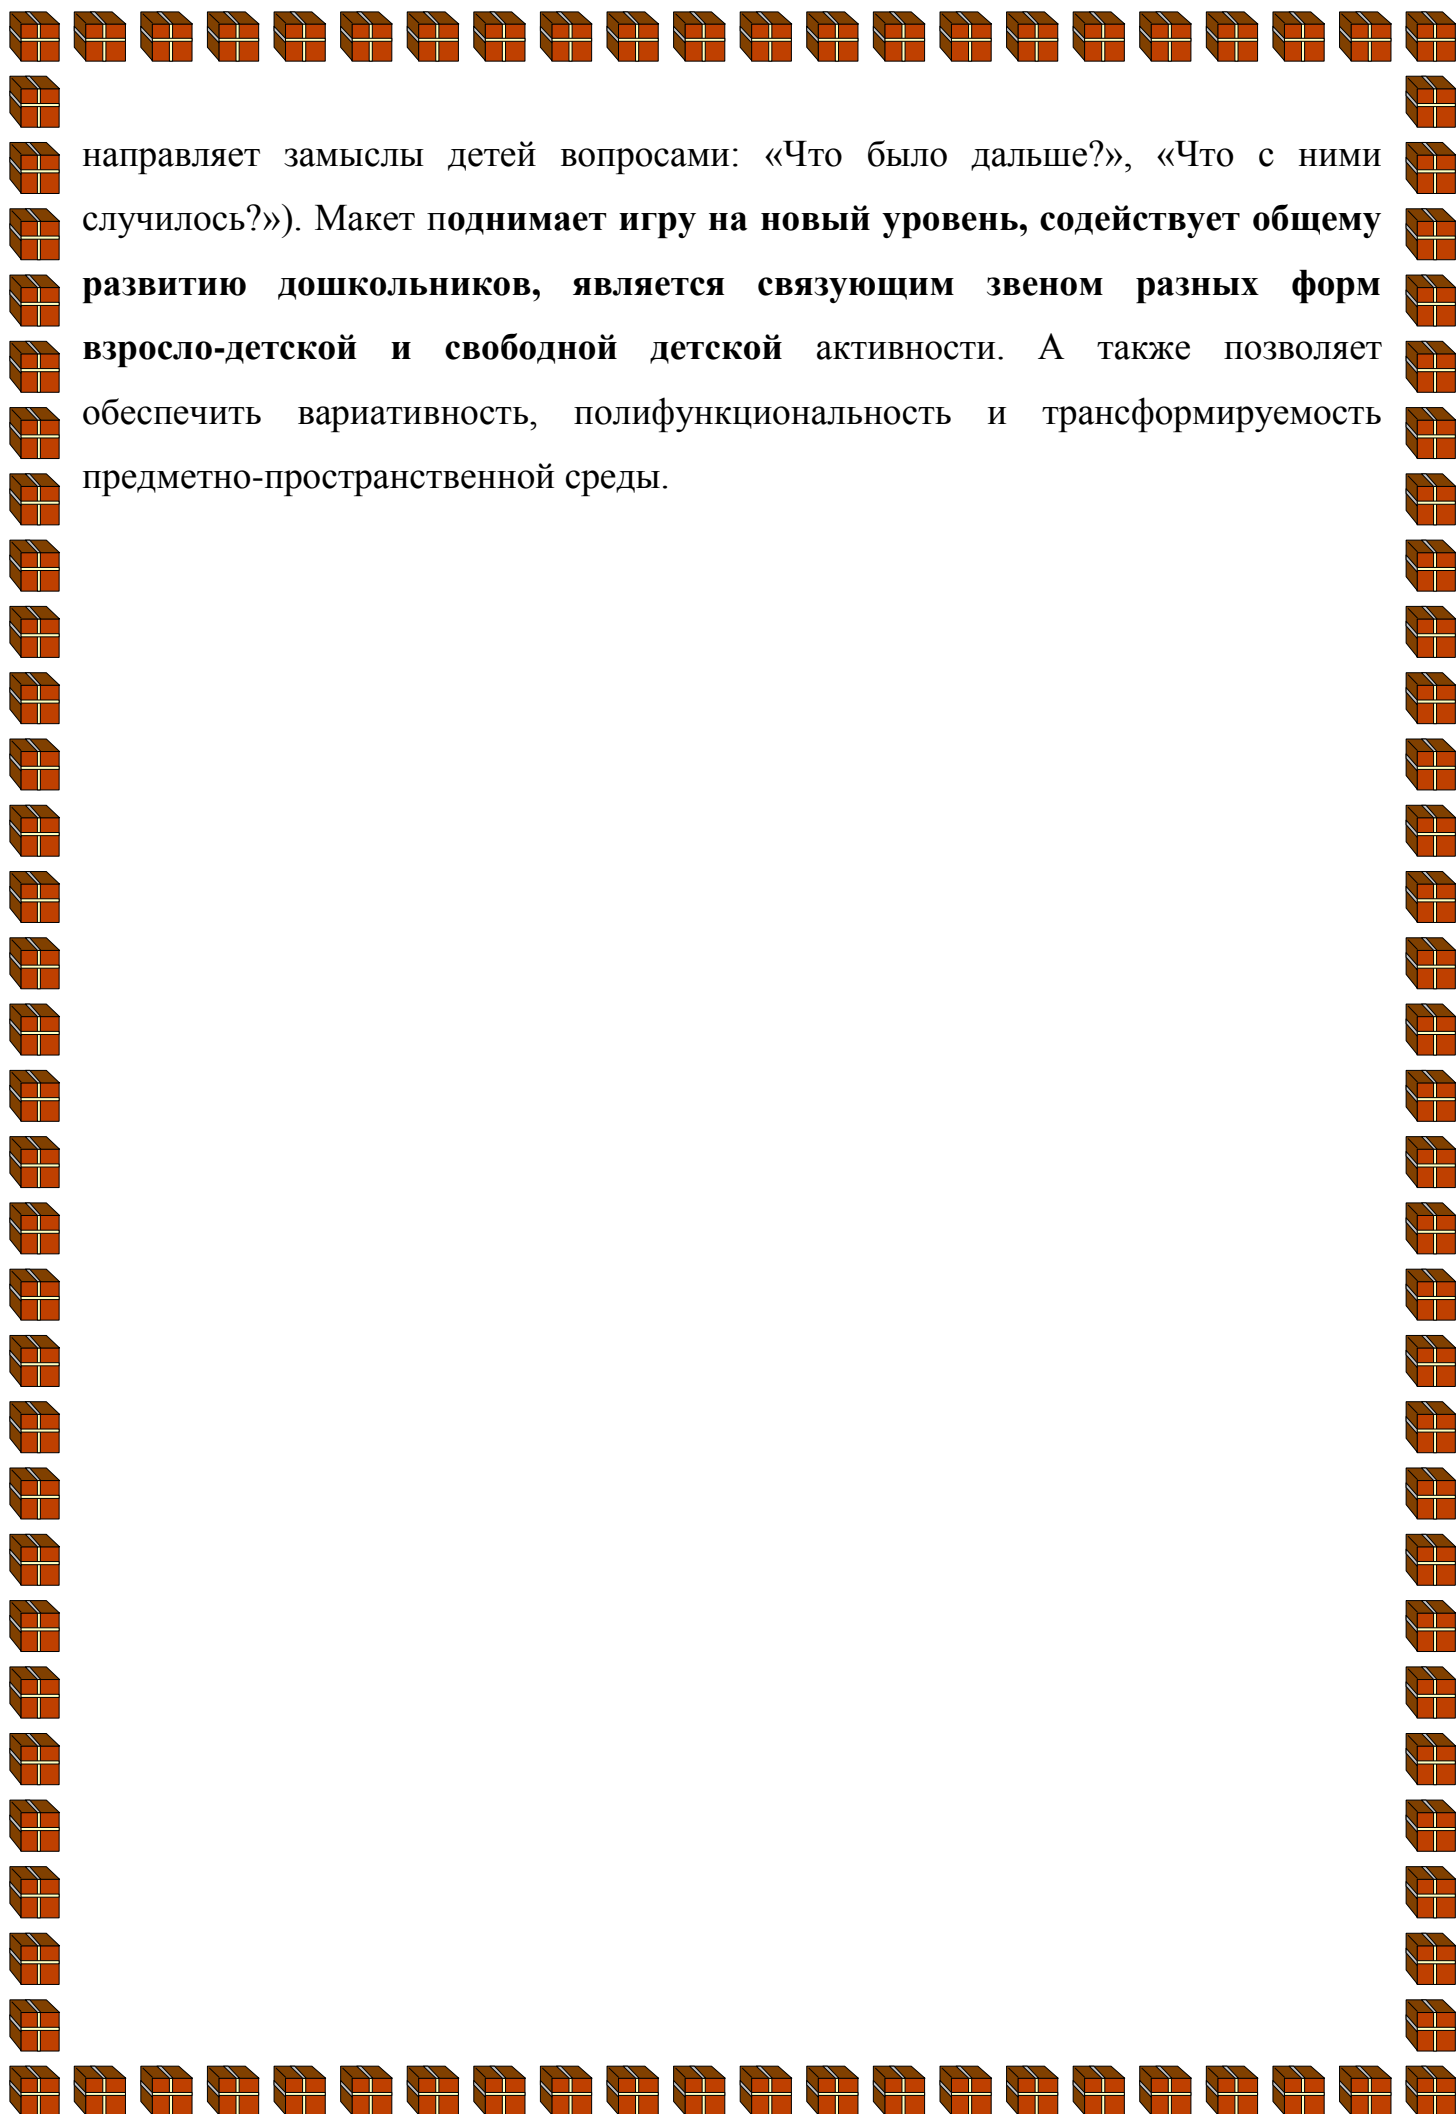 направляет замыслы детей вопросами: «Что было дальше?», «Что с ними
случилось?»). Макет поднимает игру на новый уровень, содействует общему
развитию дошкольников, является связующим звеном разных форм
взросло-детской и свободной детской активности. А также позволяет
обеспечить вариативность, полифункциональность и трансформируемость
предметно-пространственной среды.